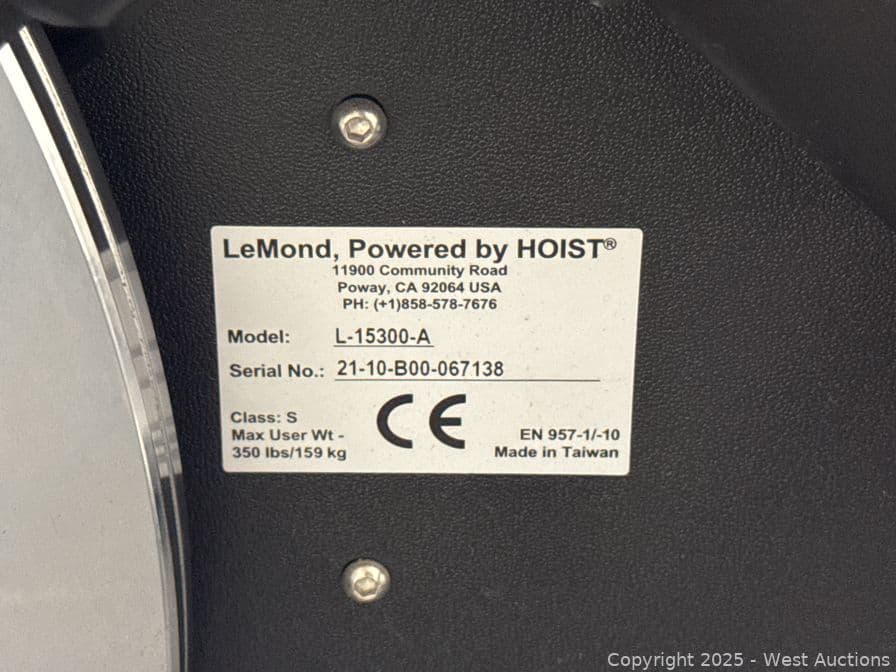 LeMond, Powered by HOIST®
11900 Community Road
Poway, CA 92064 USA
PH: (+1)858-578-7676
Model: L-15300-A
Serial No.: 21-10-B00-067138
Class: S
Max User Wt -
350 lbs/159 kg
CE
EN 957-1/-10
Made in Taiwan
Copyright 2025 - West Auctions